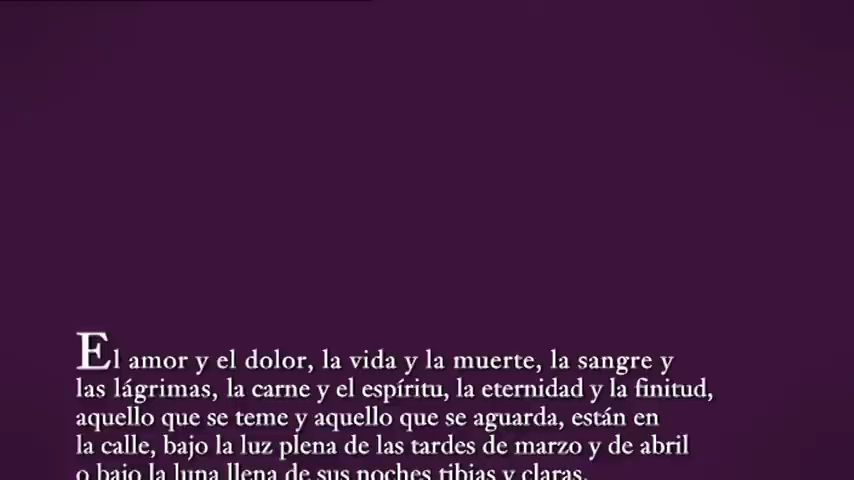 El amor y el dolor, la vida y la muerte, la sangre y
las lágrimas, la carne y el espíritu, la eternidad y la finitud,
aquello que se teme y aquello que se aguarda, están en
la calle, bajo la luz plena de las tardes de marzo y de abril
o bajo la luna llena de sus noches tibias y claras.